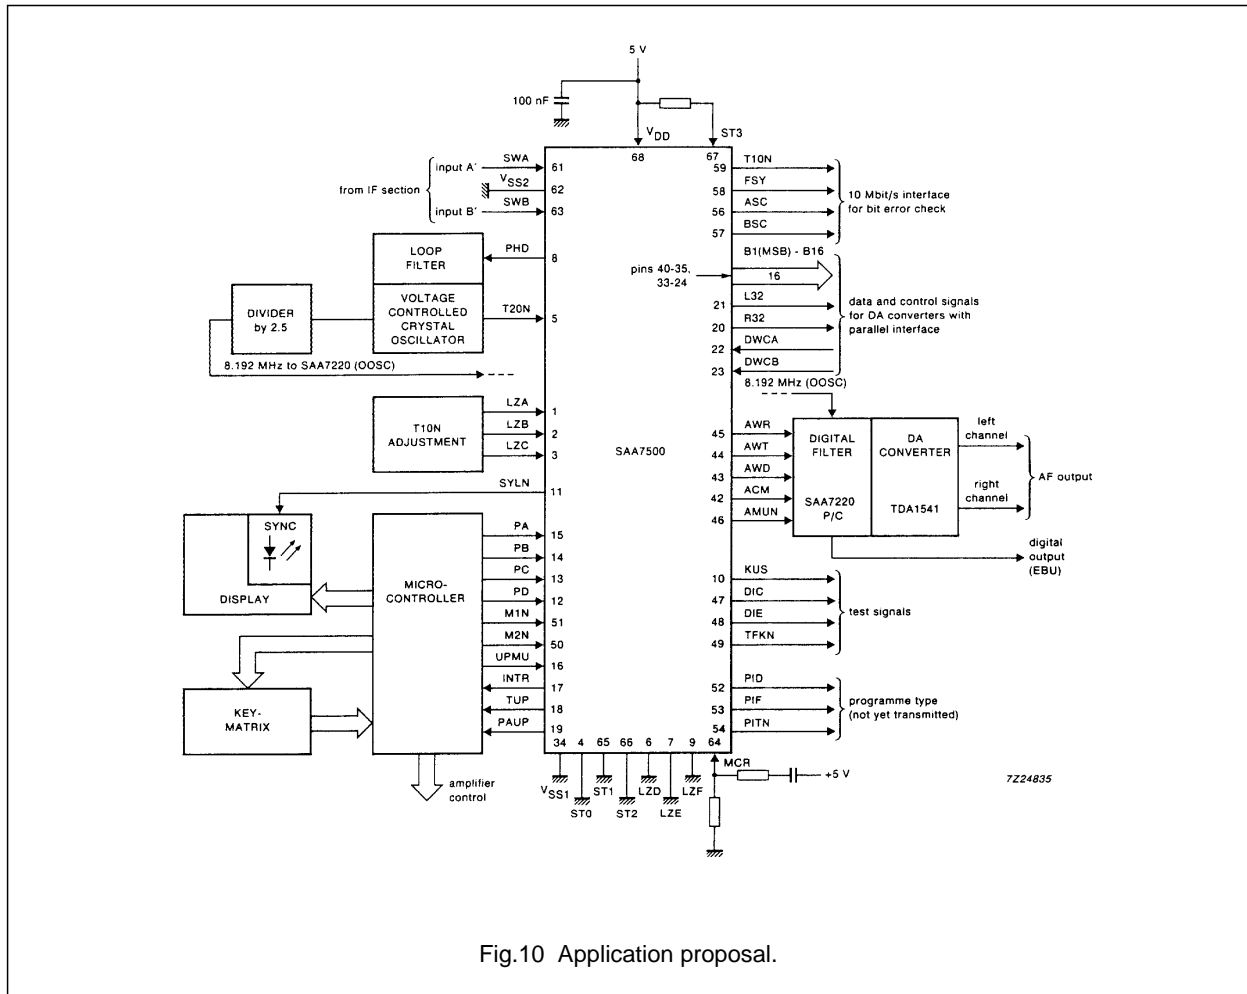 5 V
100 nF
VDD
ST3
68
67
input A'
SWA
61
VSS2
62
from IF section
input B'
SWB
63
LOOP
FILTER
PHD
8
DIVIDER
by 2.5
VOLTAGE
CONTROLLED
CRYSTAL
OSCILLATOR
T20N
5
8.192 MHz to SAA7220 (OOSC)
T10N
ADJUSTMENT
LZA
1
LZB
2
LZC
3
SYLN
11
SYNC
DISPLAY
MICRO-
CONTROLLER
KEY-
MATRIX
amplifier
control
PA
15
PB
14
PC
13
PD
12
M1N
51
M2N
50
UPMU
16
INTR
17
TUP
18
PAUP
19
SAA7500
59
T10N
58
FSY
56
ASC
57
BSC
10 Mbit/s interface
for bit error check
pins 40-35,
33-24
B1(MSB) - B16
16
21
L32
20
R32
22
DWCA
23
DWCB
data and control signals
for DA converters with
parallel interface
8.192 MHz (OOSC)
45
AWR
44
AWT
43
AWD
42
ACM
46
AMUN
DIGITAL
FILTER
SAA7220
P/C
DA
CONVERTER
TDA1541
left
channel
right
channel
AF output
digital
output
(EBU)
10
KUS
47
DIC
48
DIE
49
TFKN
test signals
52
PID
53
PIF
54
PITN
programme type
(not yet transmitted)
34 4 65 66 6 7 9 64
VSS1
ST0
ST1
ST2
LZD
LZE
LZF
MCR
+5 V
7Z24835
Fig.10 Application proposal.